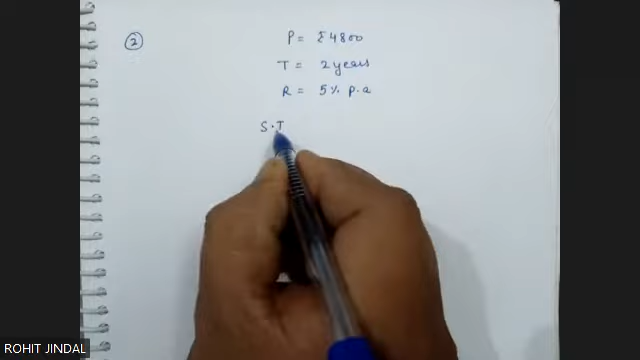 ② P = ₹ 4800
T = 2 years
R = 5% p.a
S.I
ROHIT JINDAL